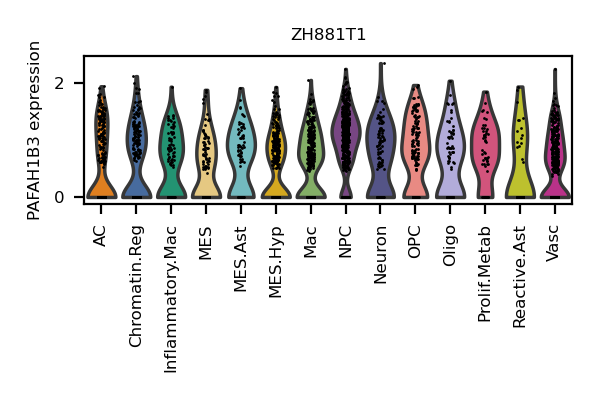 ZH881T1
PAFAH1B3 expression
2
0
AC
Chromatin.Reg
Inflammatory.Mac
MES
MES.Ast
MES.Hyp
Mac
NPC
Neuron
OPC
Oligo
Prolif.Metab
Reactive.Ast
Vasc